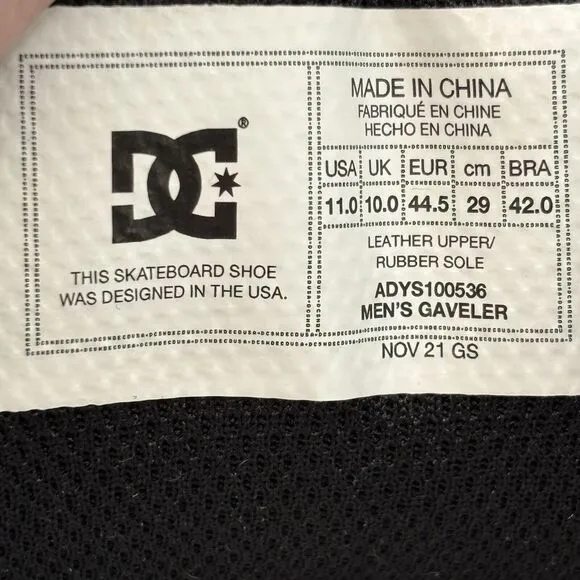 DC®
THIS SKATEBOARD SHOE
WAS DESIGNED IN THE USA.
MADE IN CHINA
FABRIQUÉ EN CHINE
HECHO EN CHINA
USA UK EUR cm BRA
11.0 10.0 44.5 29 42.0
LEATHER UPPER/
RUBBER SOLE
ADYS100536
MEN'S GAVELER
NOV 21 GS